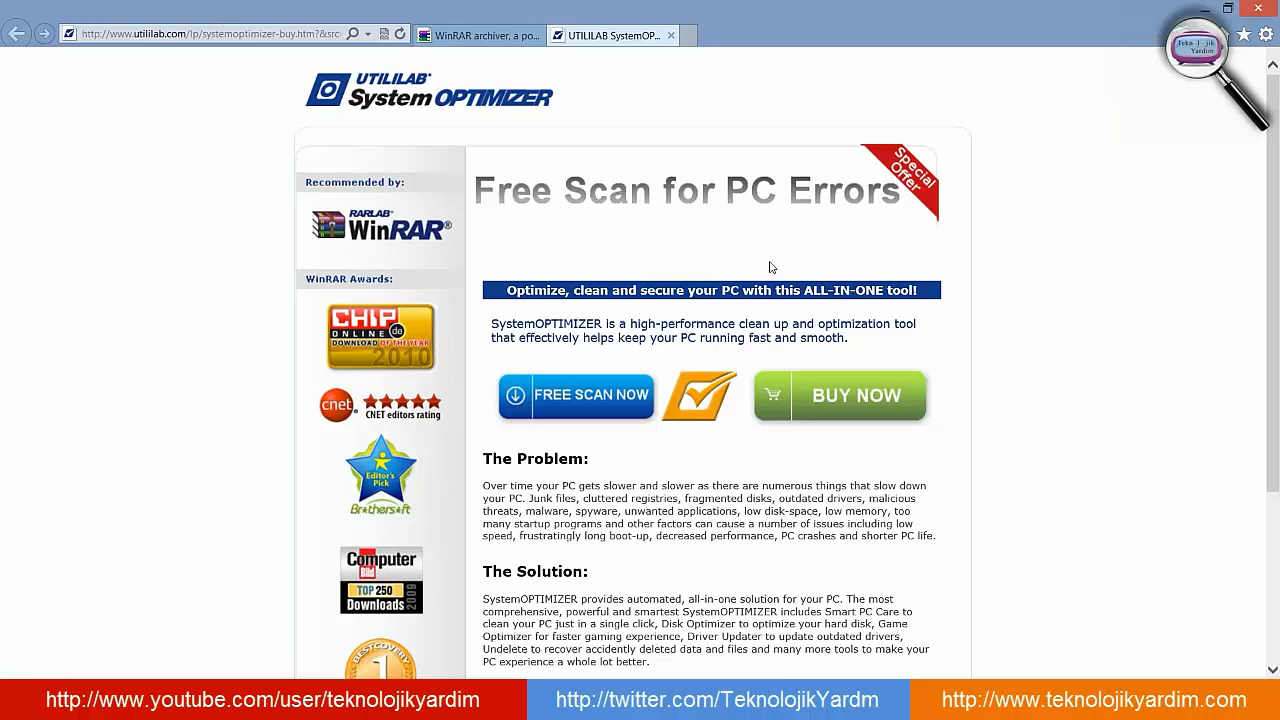 http://www.utililab.com/lp/systemoptimizer-buy.htm?&src-
WinRAR archiver, a po...
UTILILAB SystemOP...
Teknolojik
Yardım
UTILILAB®
System OPTIMIZER
Special
Offer
Recommended by:
Free Scan for PC Errors
RARLAB®
WinRAR®
WinRAR Awards:
Optimize, clean and secure your PC with this ALL-IN-ONE tool!
SystemOPTIMIZER is a high-performance clean up and optimization tool
that effectively helps keep your PC running fast and smooth.
CHIP
ONLINE de
DOWNLOAD OF THE YEAR
2010
FREE SCAN NOW
BUY NOW
cnet
CNET editors rating
Editor's
Pick
Brothersoft
The Problem:
Over time your PC gets slower and slower as there are numerous things that slow down
your PC. Junk files, cluttered registries, fragmented disks, outdated drivers, malicious
threats, malware, spyware, unwanted applications, low disk-space, low memory, too
many startup programs and other factors can cause a number of issues including low
speed, frustratingly long boot-up, decreased performance, PC crashes and shorter PC life.
Computer
Bild
TOP 250
Downloads
2009
The Solution:
SystemOPTIMIZER provides automated, all-in-one solution for your PC. The most
comprehensive, powerful and smartest SystemOPTIMIZER includes Smart PC Care to
clean your PC just in a single click, Disk Optimizer to optimize your hard disk, Game
Optimizer for faster gaming experience, Driver Updater to update outdated drivers,
Undelete to recover accidently deleted data and files and many more tools to make your
PC experience a whole lot better.
BESTCOVERY
1
http://www.youtube.com/user/teknolojikyardim
http://twitter.com/TeknolojikYardm
http://www.teknolojikyardim.com